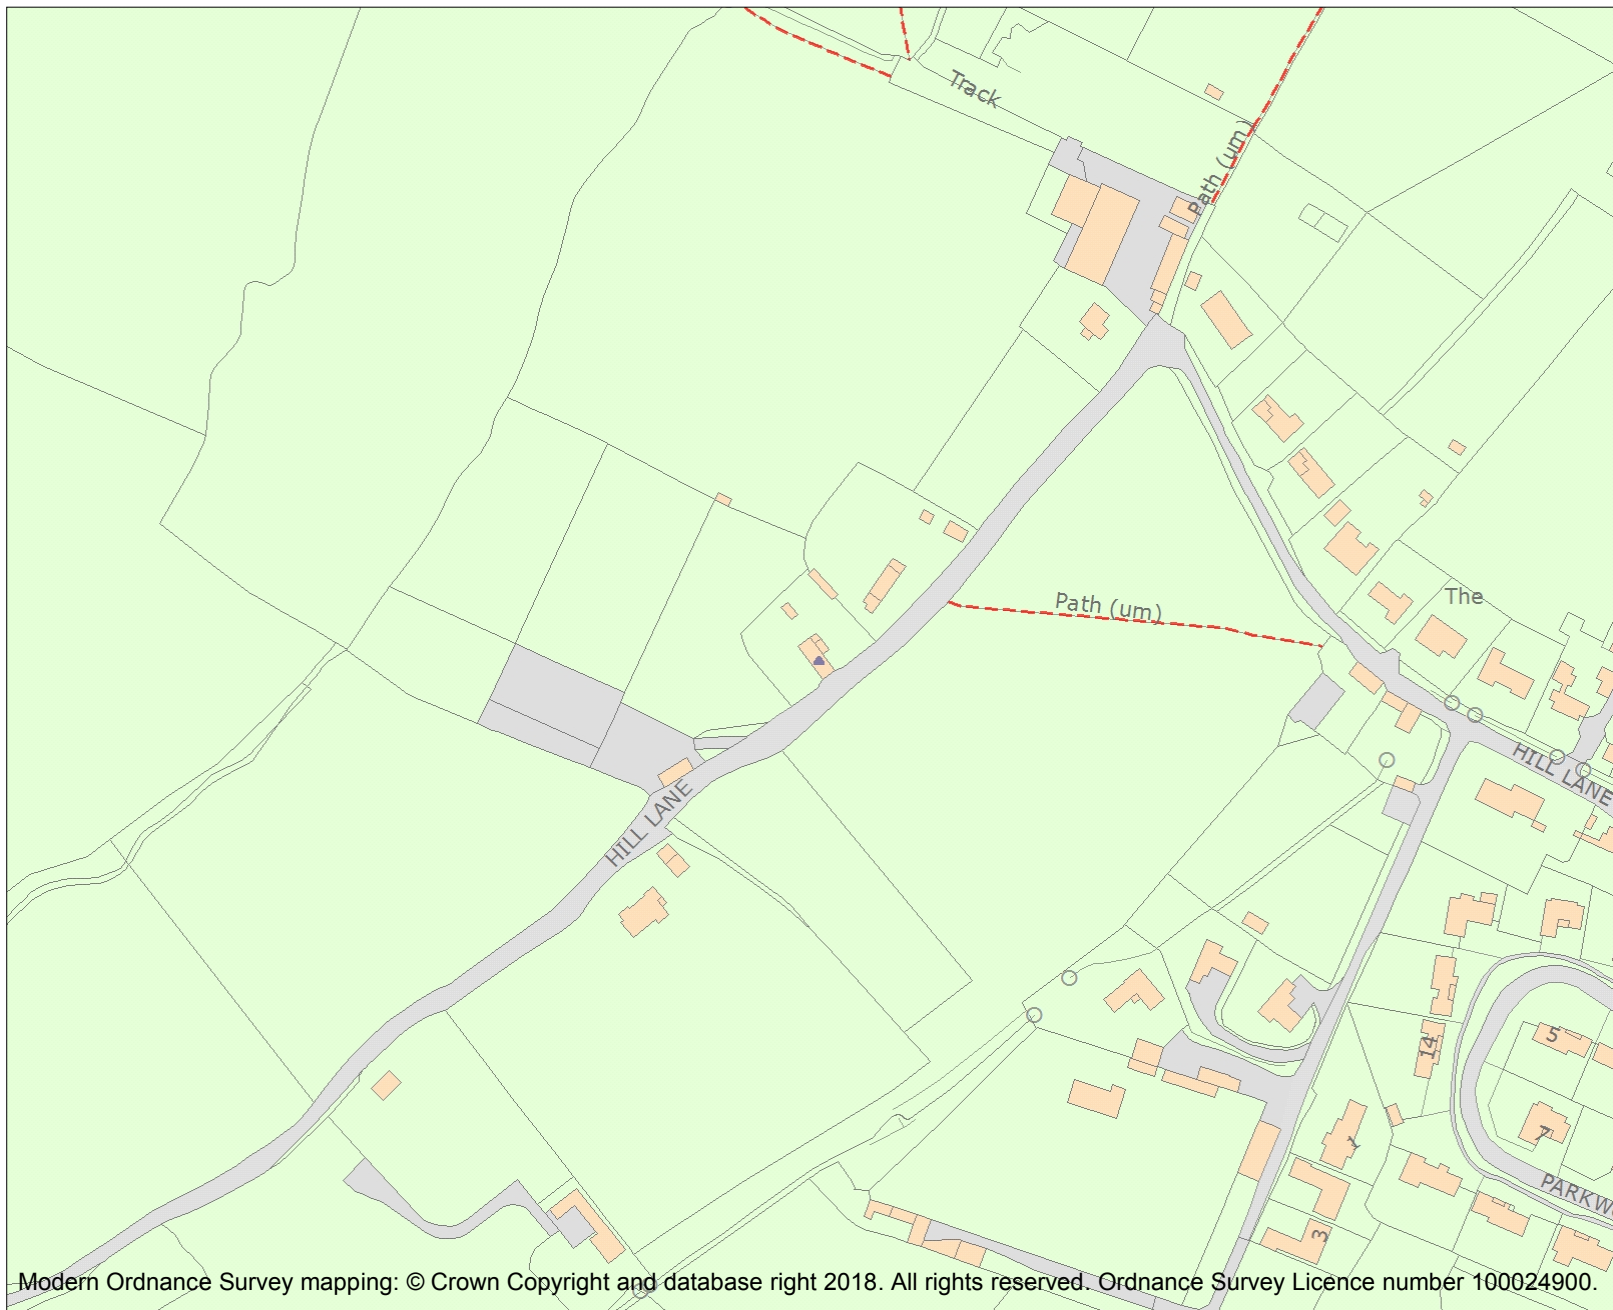 Track
Path (um)
Path (um)
The
HILL LANE
HILL LANE
14
5
7
1
3
PARKW
Modern Ordnance Survey mapping: © Crown Copyright and database right 2018. All rights reserved. Ordnance Survey Licence number 100024900.